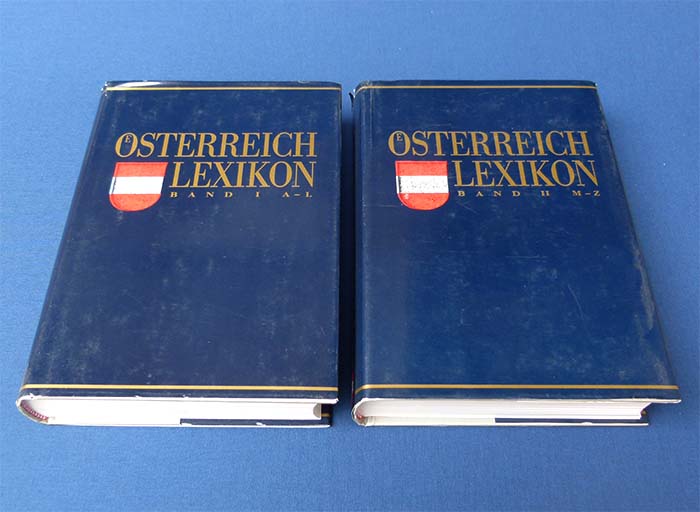 ÖSTERREICH
LEXIKON
BAND I A–L
ÖSTERREICH
LEXIKON
BAND II M–Z